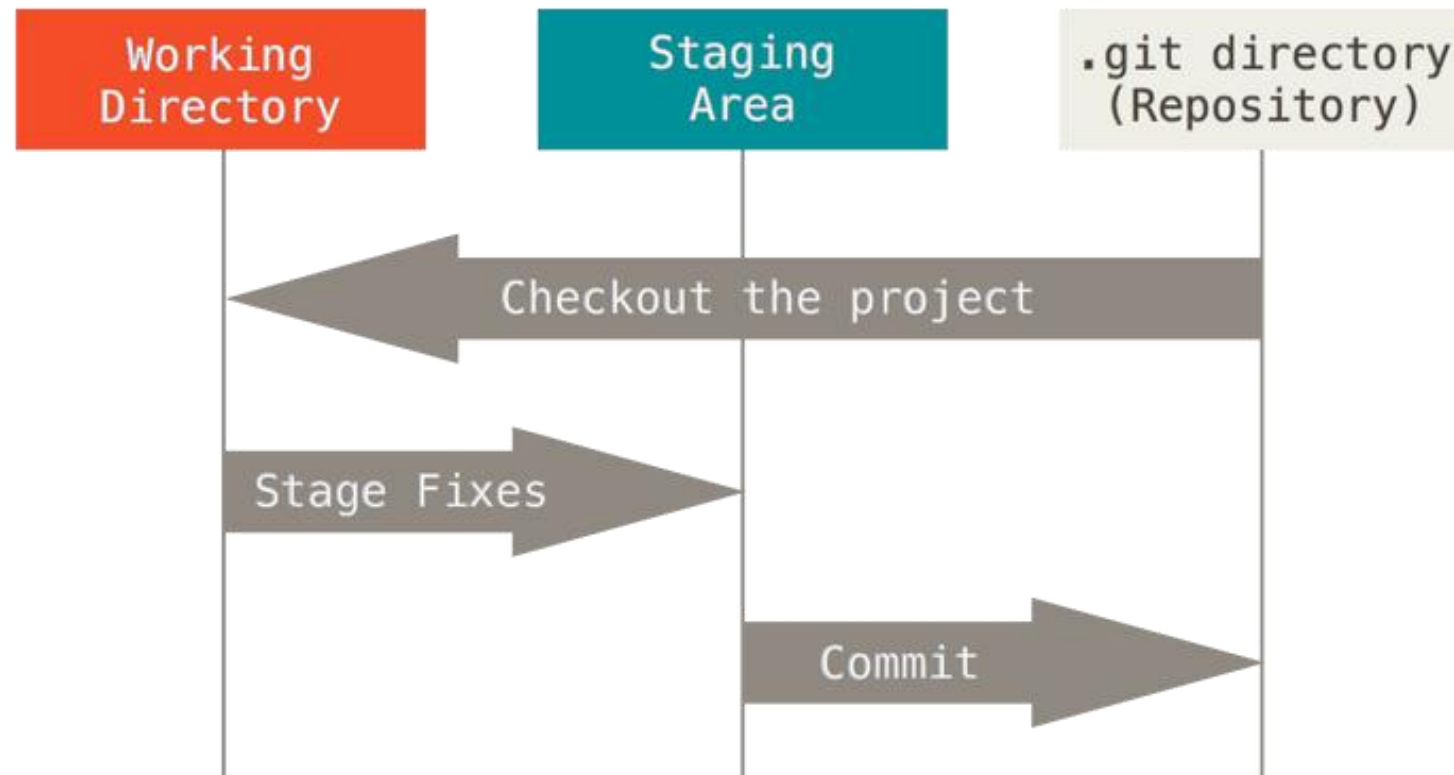 Working
Directory
Staging
Area
.git directory
(Repository)
Checkout the project
Stage Fixes
Commit